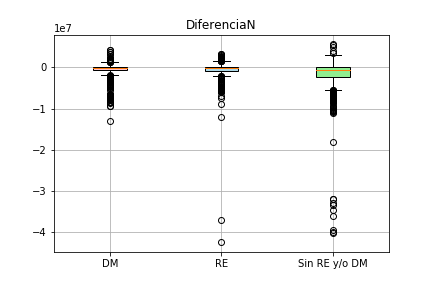 DiferenciaN
1e7
0
−1
−2
−3
−4
DM
RE
Sin RE y/o DM